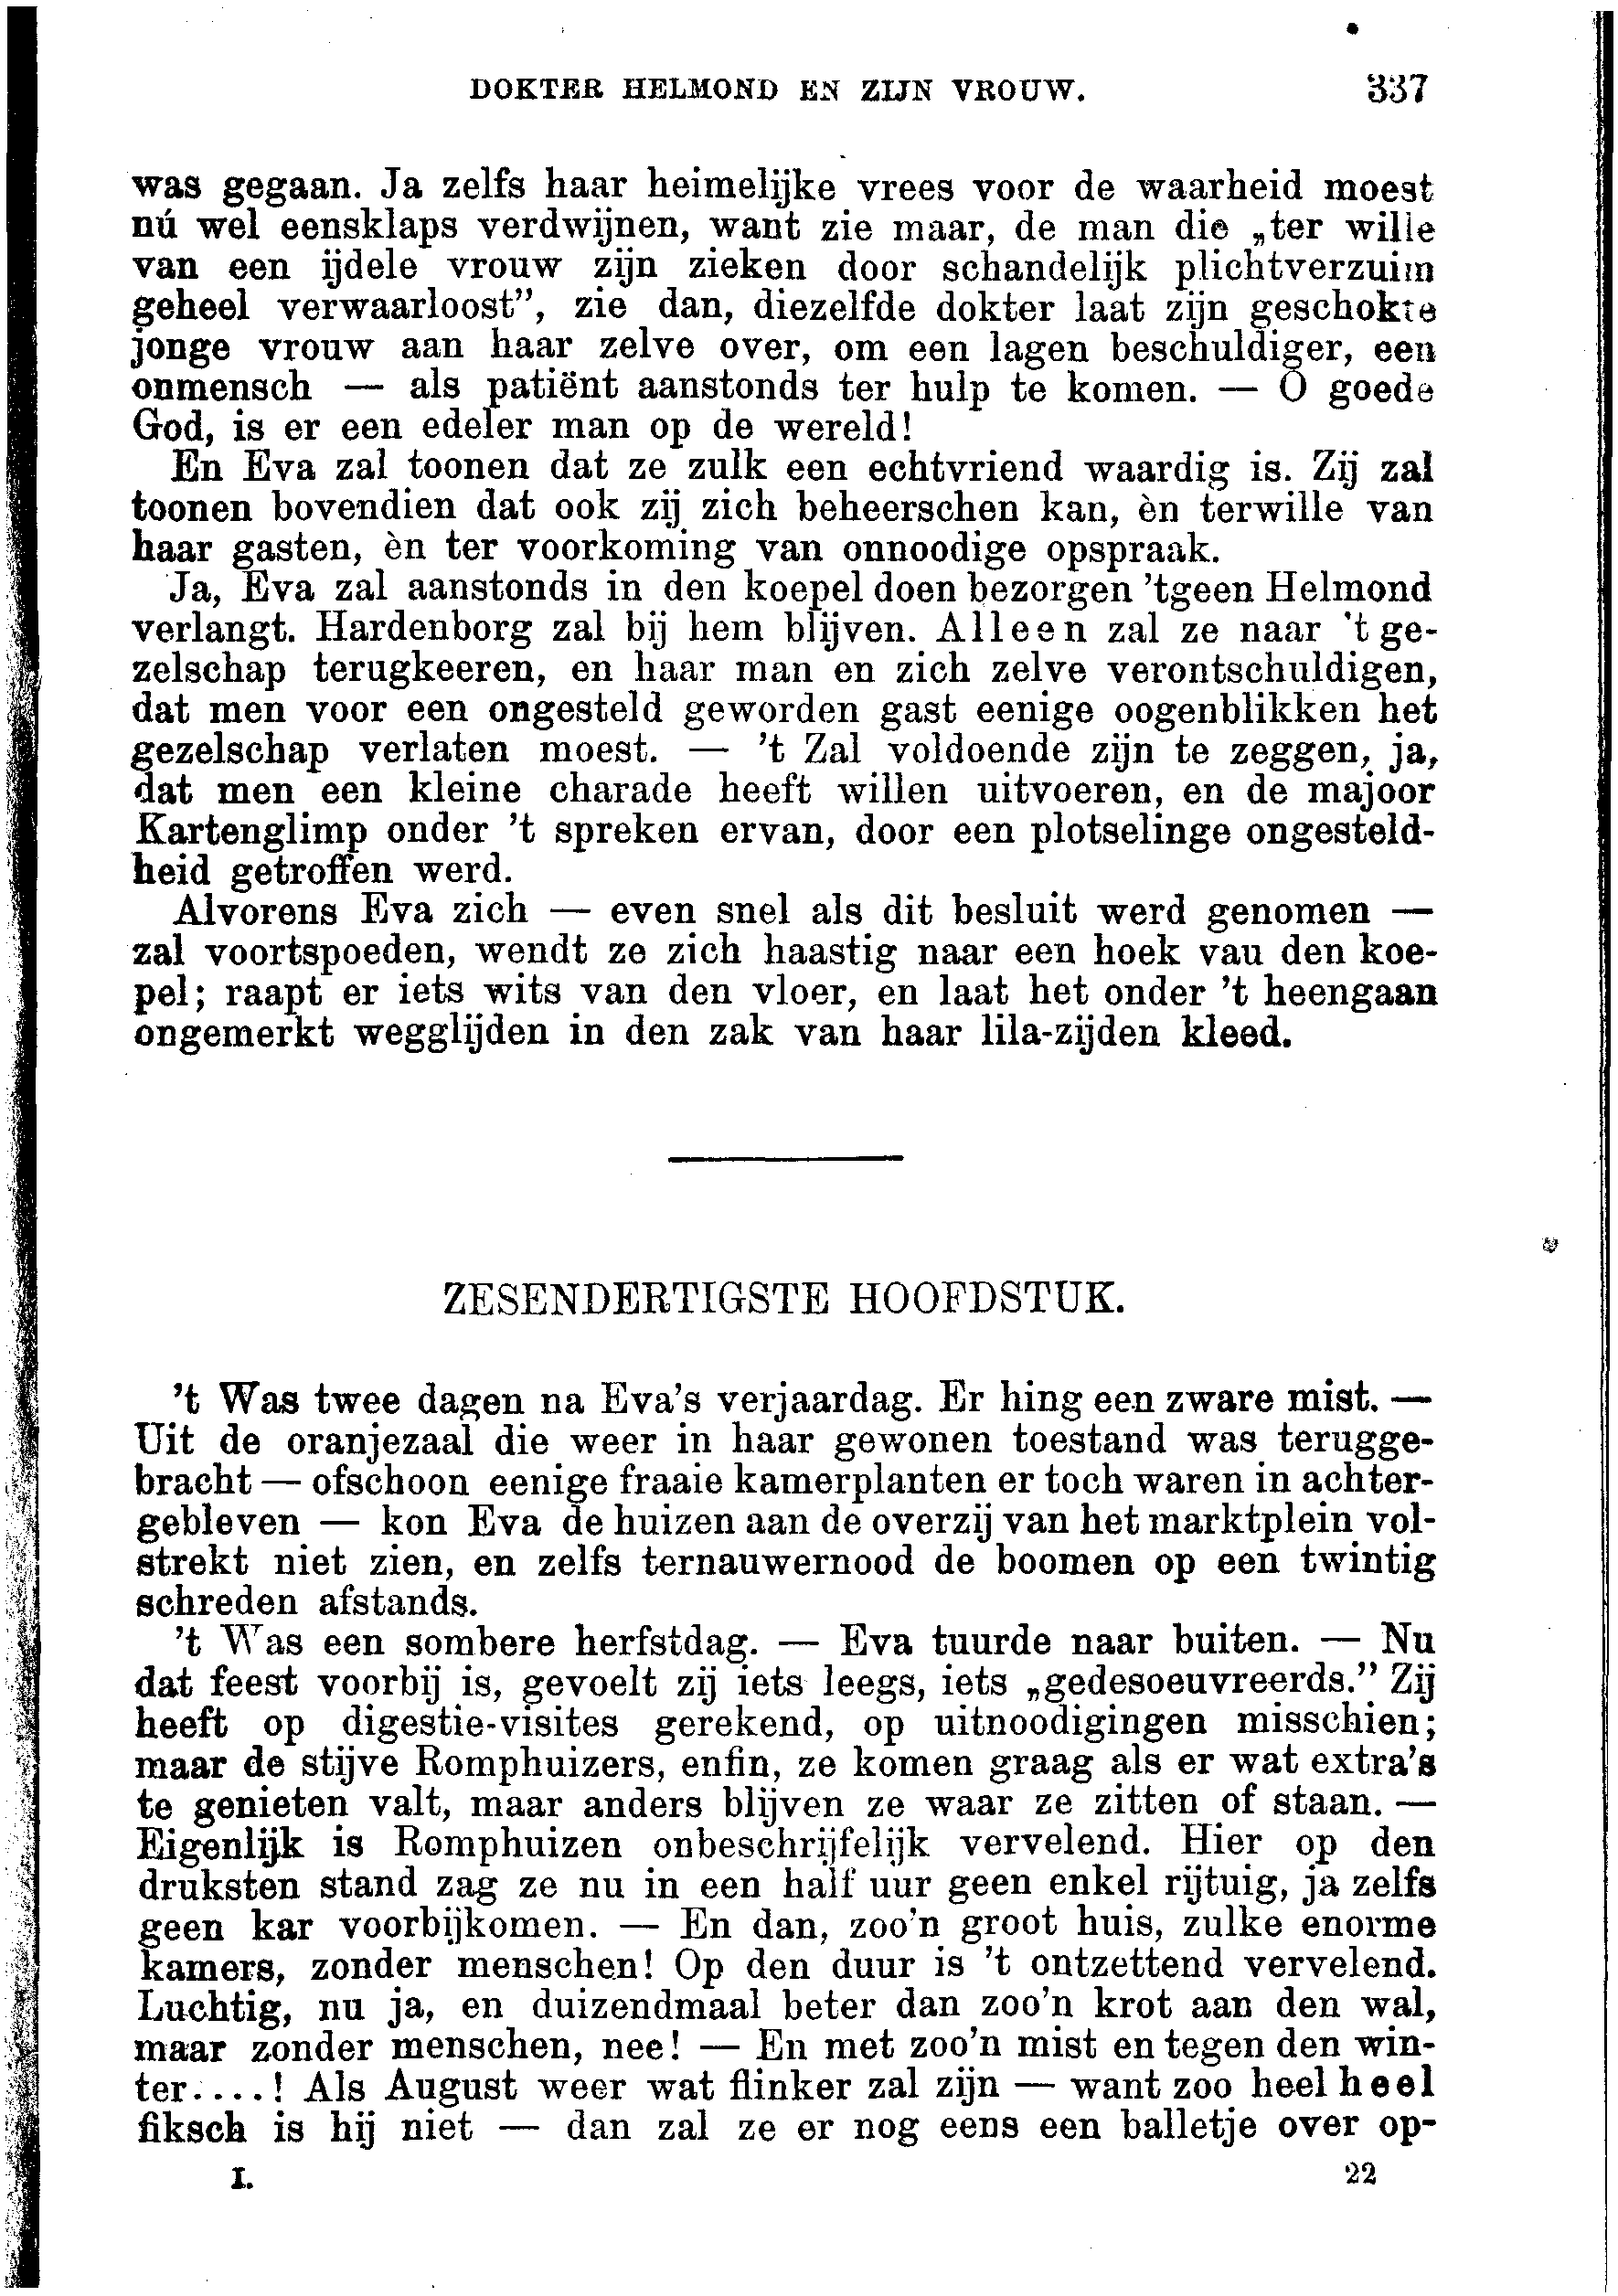 DOKTER HELMOND EN ZIJN VROUW. 337
was gegaan. Ja zelfs haar heimelijke vrees voor de waarheid moest
nú wel eensklaps verdwijnen, want zie maar, de man die „ter wille
van een ijdele vrouw zijn zieken door schandelijk plichtverzuim
geheel verwaarloost”, zie dan, diezelfde dokter laat zijn geschokte
jonge vrouw aan haar zelve over, om een lagen beschuldiger, een
onmensch — als patiënt aanstonds ter hulp te komen. — O goede
God, is er een edeler man op de wereld!
En Eva zal toonen dat ze zulk een echtvriend waardig is. Zij zal
toonen bovendien dat ook zij zich beheerschen kan, èn terwille van
haar gasten, èn ter voorkoming van onnoodige opspraak.
Ja, Eva zal aanstonds in den koepel doen bezorgen 'tgeen Helmond
verlangt. Hardenborg zal bij hem blijven. Alleen zal ze naar 't ge-
zelschap terugkeeren, en haar man en zich zelve verontschuldigen,
dat men voor een ongesteld geworden gast eenige oogenblikken het
gezelschap verlaten moest. — 't Zal voldoende zijn te zeggen, ja,
dat men een kleine charade heeft willen uitvoeren, en de majoor
Kartenglimp onder 't spreken ervan, door een plotselinge ongesteld-
heid getroffen werd.
Alvorens Eva zich — even snel als dit besluit werd genomen —
zal voortspoeden, wendt ze zich haastig naar een hoek vau den koe-
pel; raapt er iets wits van den vloer, en laat het onder 't heengaan
ongemerkt wegglijden in den zak van haar lila-zijden kleed.
ZESENDERTIGSTE HOOFDSTUK.
't Was twee dagen na Eva's verjaardag. Er hing een zware mist. —
Uit de oranjezaal die weer in haar gewonen toestand was terugge-
bracht — ofschoon eenige fraaie kamerplanten er toch waren in achter-
gebleven — kon Eva de huizen aan de overzij van het marktplein vol-
strekt niet zien, en zelfs ternauwernood de boomen op een twintig
schreden afstands.
't Was een sombere herfstdag. — Eva tuurde naar buiten. — Nu
dat feest voorbij is, gevoelt zij iets leegs, iets „gedesoeuvreerds.” Zij
heeft op digestie-visites gerekend, op uitnoodigingen misschien;
maar de stijve Romphuizers, enfin, ze komen graag als er wat extra's
te genieten valt, maar anders blijven ze waar ze zitten of staan. —
Eigenlijk is Romphuizen onbeschrijfelijk vervelend. Hier op den
druksten stand zag ze nu in een half uur geen enkel rijtuig, ja zelfs
geen kar voorbijkomen. — En dan, zoo'n groot huis, zulke enorme
kamers, zonder menschen! Op den duur is 't ontzettend vervelend.
Luchtig, nu ja, en duizendmaal beter dan zoo'n krot aan den wal,
maar zonder menschen, nee! — En met zoo'n mist en tegen den win-
ter....! Als August weer wat flinker zal zijn — want zoo heel heel
fiksch is hij niet — dan zal ze er nog eens een balletje over op-
I. 22